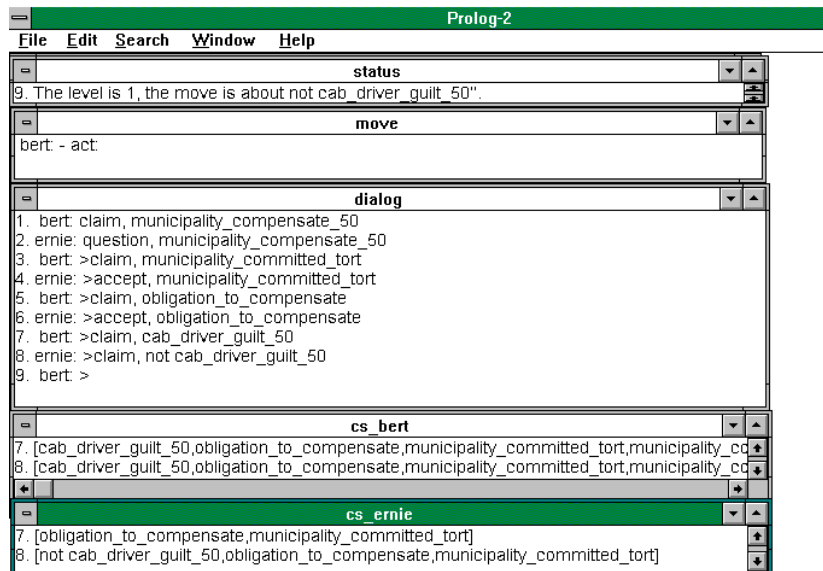 Prolog-2
File Edit Search Window Help
status
9. The level is 1, the move is about not cab_driver_guilt_50".
move
bert: - act:
dialog
1. bert: claim, municipality_compensate_50
2. ernie: question, municipality_compensate_50
3. bert: >claim, municipality_committed_tort
4. ernie: >accept, municipality_committed_tort
5. bert: >claim, obligation_to_compensate
6. ernie: >accept, obligation_to_compensate
7. bert: >claim, cab_driver_guilt_50
8. ernie: >claim, not cab_driver_guilt_50
9. bert: >
cs_bert
7. [cab_driver_guilt_50,obligation_to_compensate,municipality_committed_tort,municipality_co
8. [cab_driver_guilt_50,obligation_to_compensate,municipality_committed_tort,municipality_co
cs_ernie
7. [obligation_to_compensate,municipality_committed_tort]
8. [not cab_driver_guilt_50,obligation_to_compensate,municipality_committed_tort]